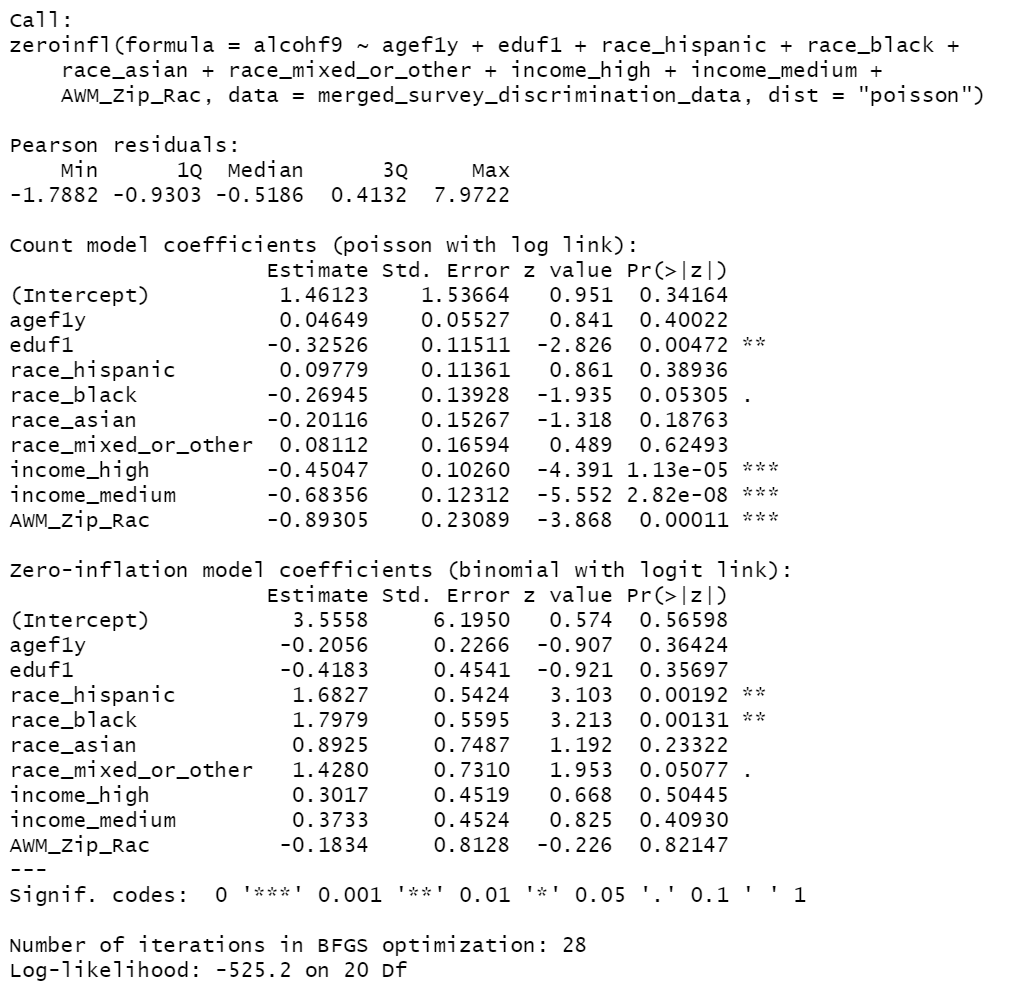 Call:
zeroinfl(formula = alcohf9 ~ agef1y + eduf1 + race_hispanic + race_black +
    race_asian + race_mixed_or_other + income_high + income_medium +
    AWM_Zip_Rac, data = merged_survey_discrimination_data, dist = "poisson")

Pearson residuals:
    Min      1Q  Median      3Q     Max
-1.7882 -0.9303 -0.5186  0.4132  7.9722

Count model coefficients (poisson with log link):
                    Estimate Std. Error z value Pr(>|z|)
(Intercept)          1.46123    1.53664   0.951  0.34164
agef1y               0.04649    0.05527   0.841  0.40022
eduf1               -0.32526    0.11511  -2.826  0.00472 **
race_hispanic        0.09779    0.11361   0.861  0.38936
race_black          -0.26945    0.13928  -1.935  0.05305 .
race_asian          -0.20116    0.15267  -1.318  0.18763
race_mixed_or_other  0.08112    0.16594   0.489  0.62493
income_high         -0.45047    0.10260  -4.391 1.13e-05 ***
income_medium       -0.68356    0.12312  -5.552 2.82e-08 ***
AWM_Zip_Rac         -0.89305    0.23089  -3.868  0.00011 ***

Zero-inflation model coefficients (binomial with logit link):
                    Estimate Std. Error z value Pr(>|z|)
(Intercept)           3.5558     6.1950   0.574  0.56598
agef1y               -0.2056     0.2266  -0.907  0.36424
eduf1                -0.4183     0.4541  -0.921  0.35697
race_hispanic         1.6827     0.5424   3.103  0.00192 **
race_black            1.7979     0.5595   3.213  0.00131 **
race_asian            0.8925     0.7487   1.192  0.23322
race_mixed_or_other   1.4280     0.7310   1.953  0.05077 .
income_high           0.3017     0.4519   0.668  0.50445
income_medium         0.3733     0.4524   0.825  0.40930
AWM_Zip_Rac          -0.1834     0.8128  -0.226  0.82147
---
Signif. codes:  0 '***' 0.001 '**' 0.01 '*' 0.05 '.' 0.1 ' ' 1

Number of iterations in BFGS optimization: 28
Log-likelihood: -525.2 on 20 Df